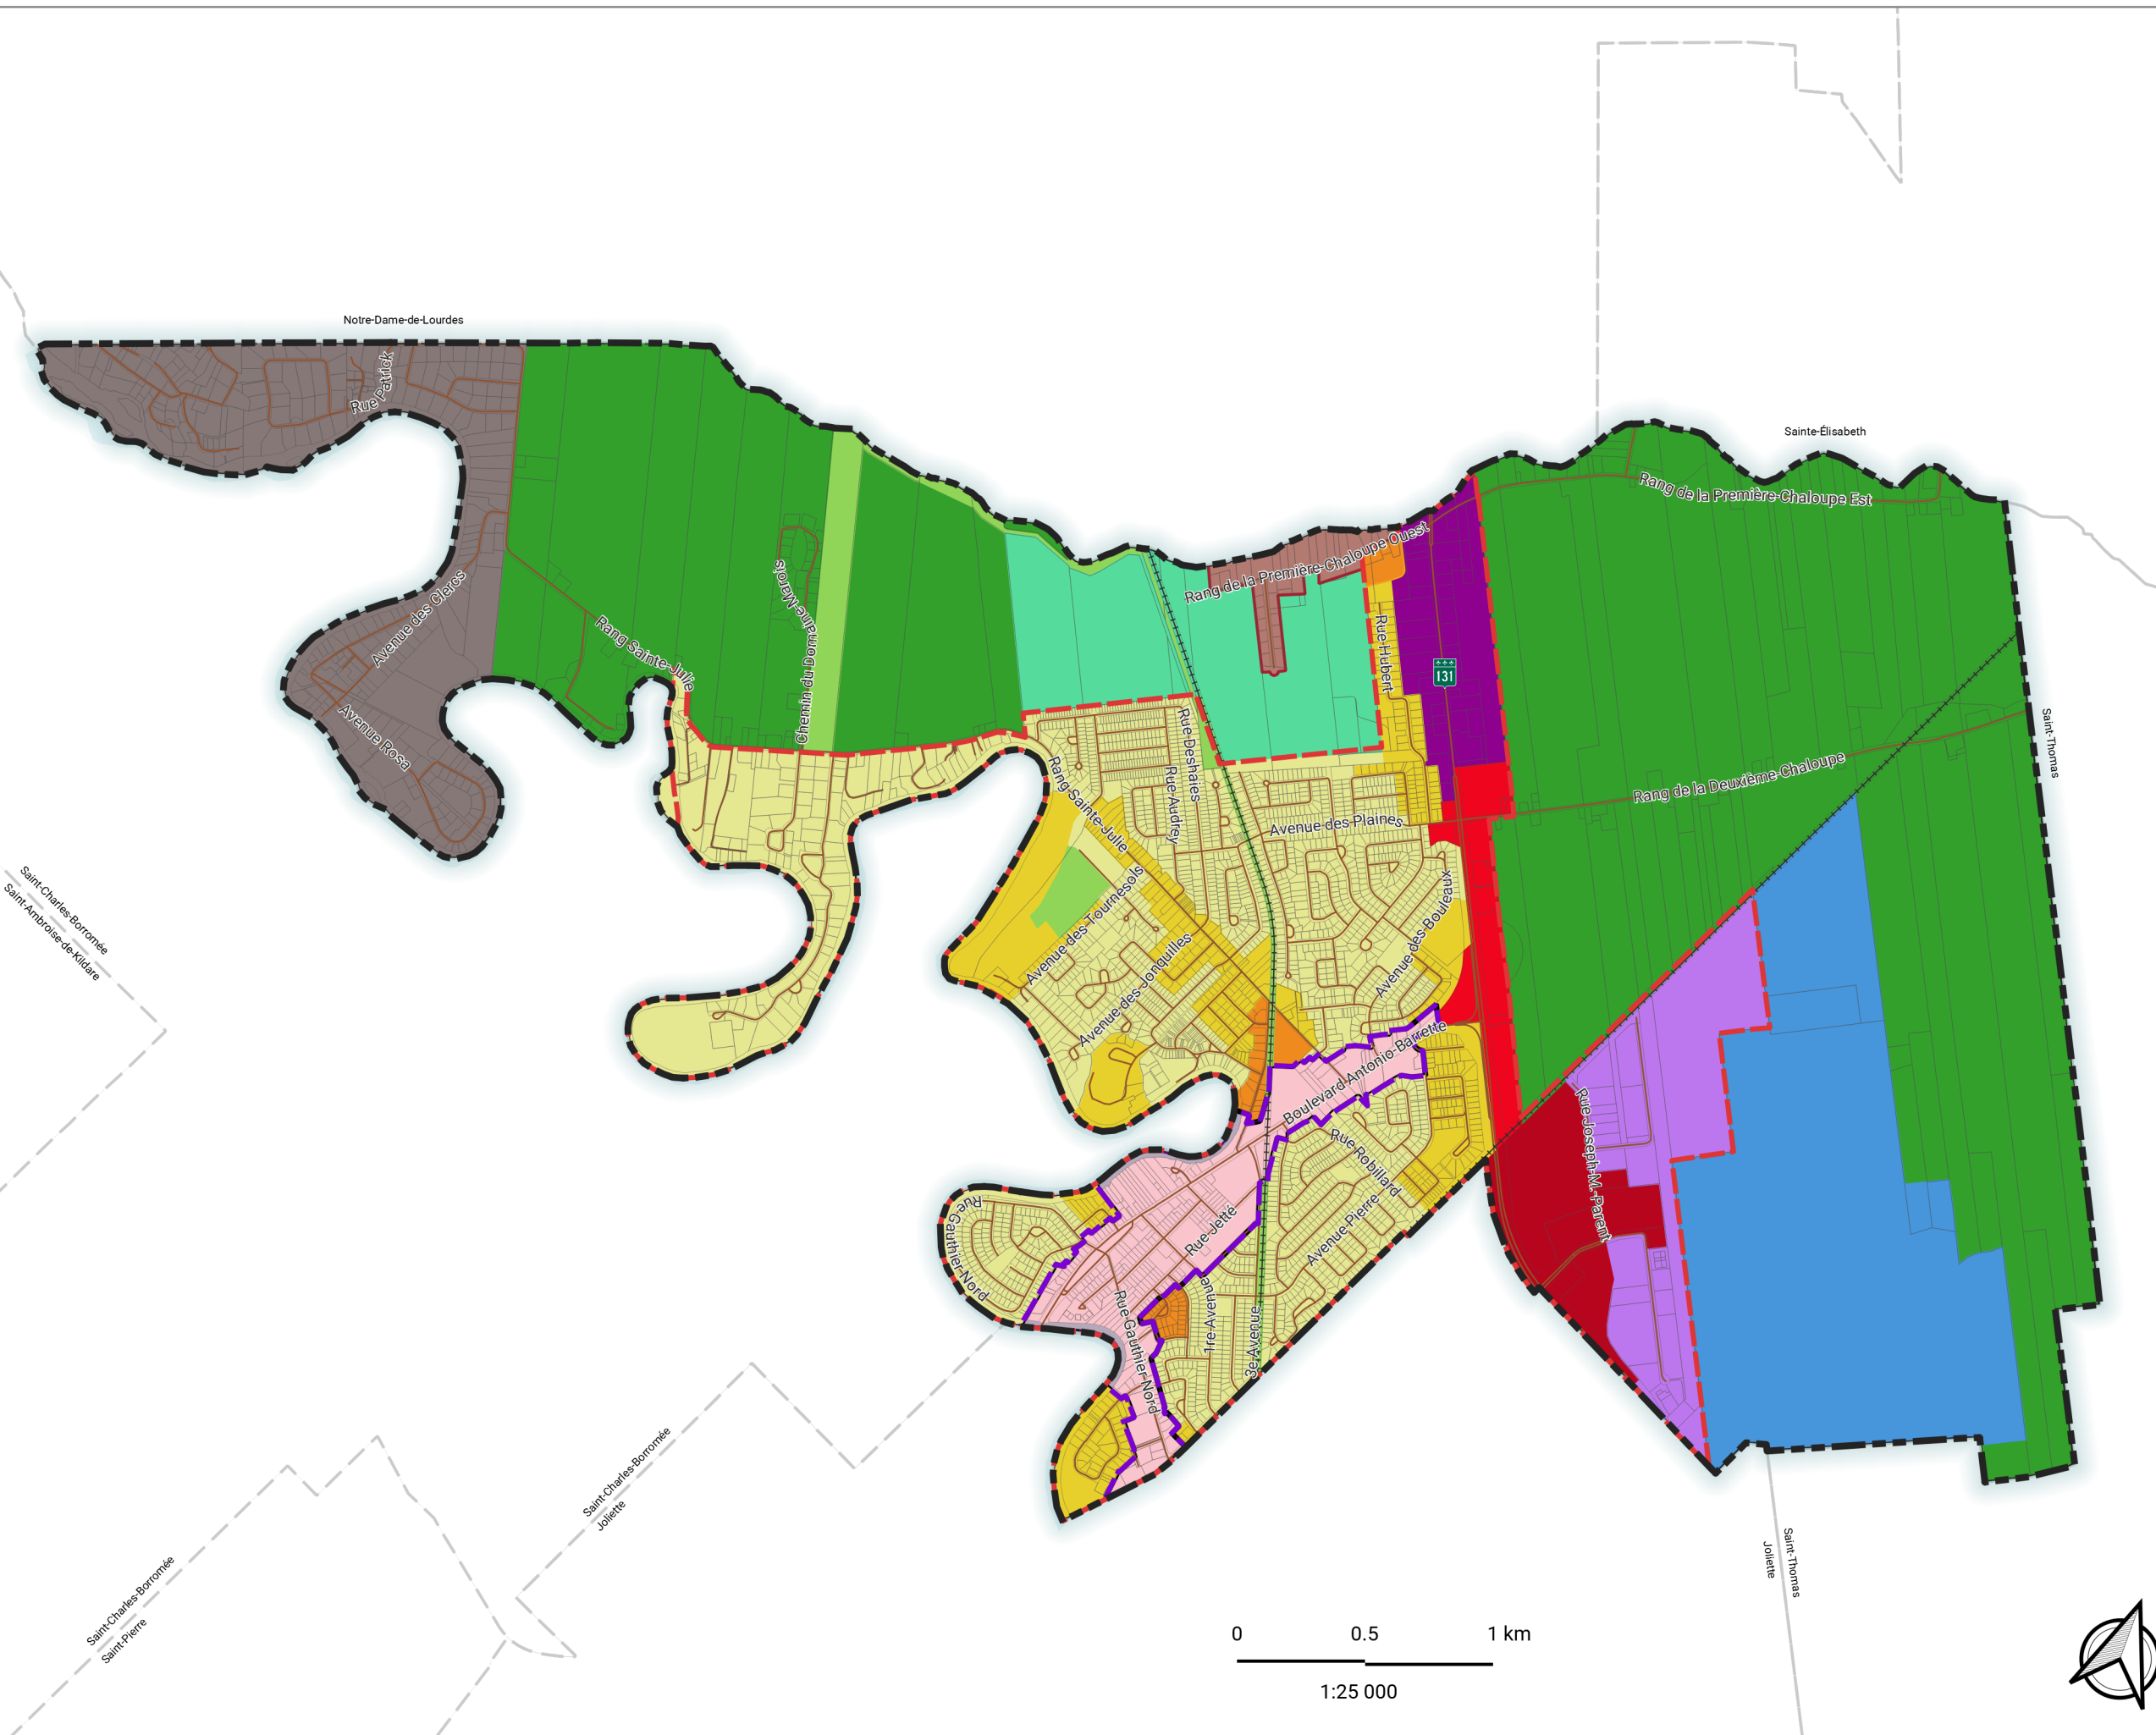 Notre-Dame-de-Lourdes
Sainte-Élisabeth
Rue Patrick
Rang de la Première-Chaloupe Est
Rang de la Première-Chaloupe Ouest
Avenue des Clercs
Rang Sainte-Julie
Chemin du Domaine-Marois
Rue Hubert
131
Avenue Rosa
Rue Deshaies
Rue Audrey
Rang Sainte-Julie
Saint-Thomas
Rang de la Deuxième-Chaloupe
Avenue des Plaines
Saint-Charles-Borromée
Saint-Ambroise-de-Kildare
Avenue des Tournesols
Avenue des Jonquilles
Avenue des Bouleaux
Boulevard Antonio-Barrette
Rue Robillard
Rue Joseph-M.-Parent
Rue Gauthier Nord
Rue Jetté
Avenue Pierre
Rue Gauthier Nord
1re Avenue
3e Avenue
Saint-Charles-Borromée
Joliette
Saint-Charles-Borromée
Saint-Pierre
Saint-Thomas
Joliette
0 0.5 1 km
1:25 000